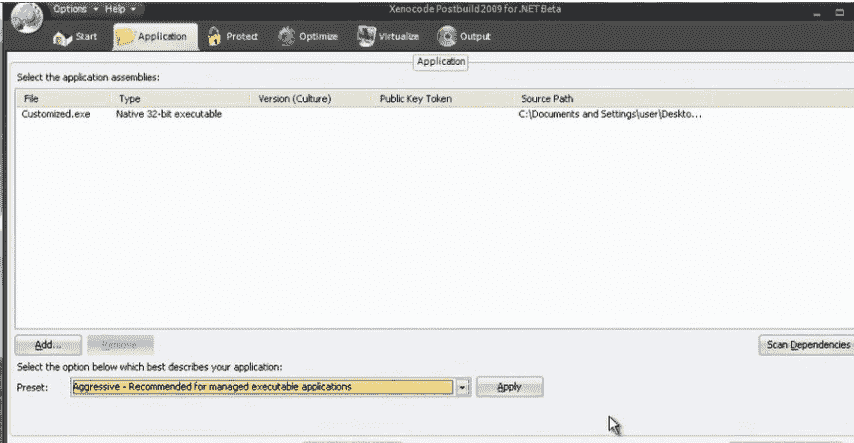 Options Help Xenocode Postbuild 2009 for .NET Beta
Start Application Protect Optimize Virtualize Output
Application
Select the application assemblies:
File Type Version (Culture) Public Key Token Source Path
Customized.exe Native 32-bit executable C:\Documents and Settings\user\Deskto...
Add... Remove Scan Dependencies
Select the option below which best describes your application:
Preset: Aggressive - Recommended for managed executable applications Apply